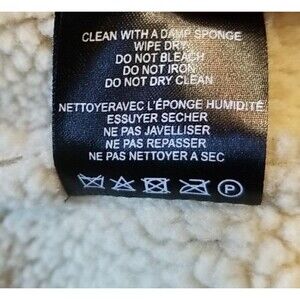 CLEAN WITH A DAMP SPONGE
WIPE DRY
DO NOT BLEACH
DO NOT IRON
DO NOT DRY CLEAN
NETTOYERAVEC L'ÉPONGE HUMIDITÉ
ESSUYER SECHER
NE PAS JAVELLISER
NE PAS REPASSER
NE PAS NETTOYER A SEC
P